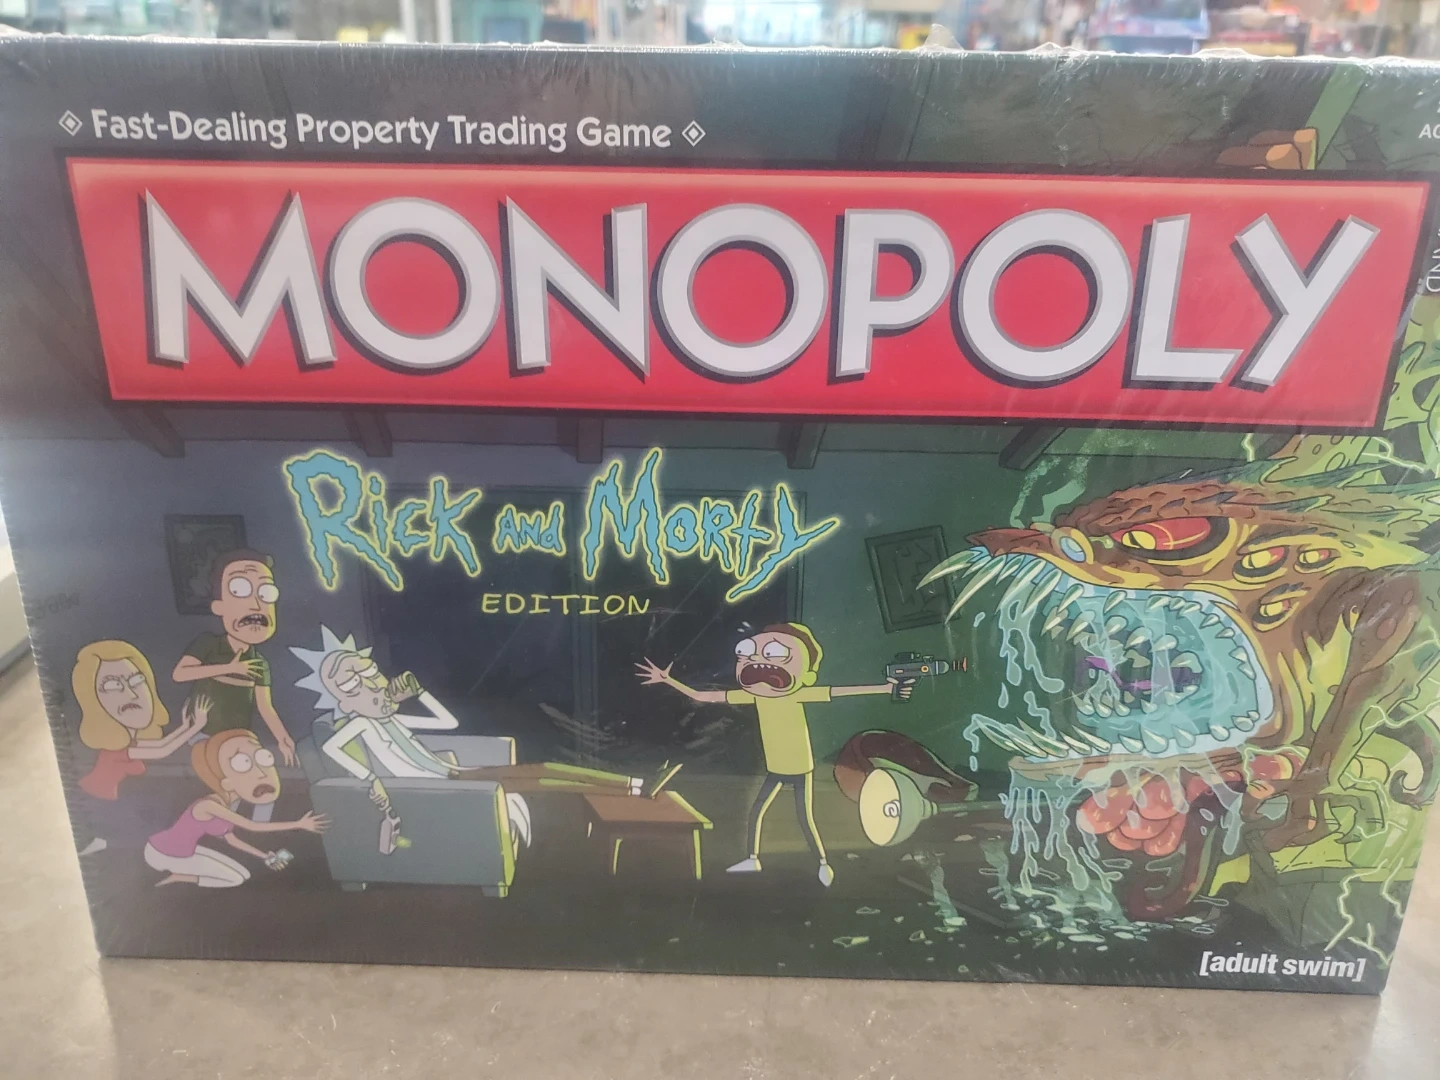 Fast-Dealing Property Trading Game
MONOPOLY
Rick and Morty
EDITION
[adult swim]